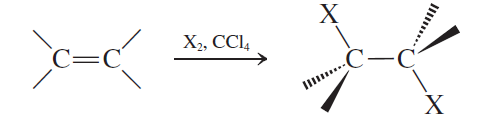 X
X₂, CCl₄
C=C
C—C
X